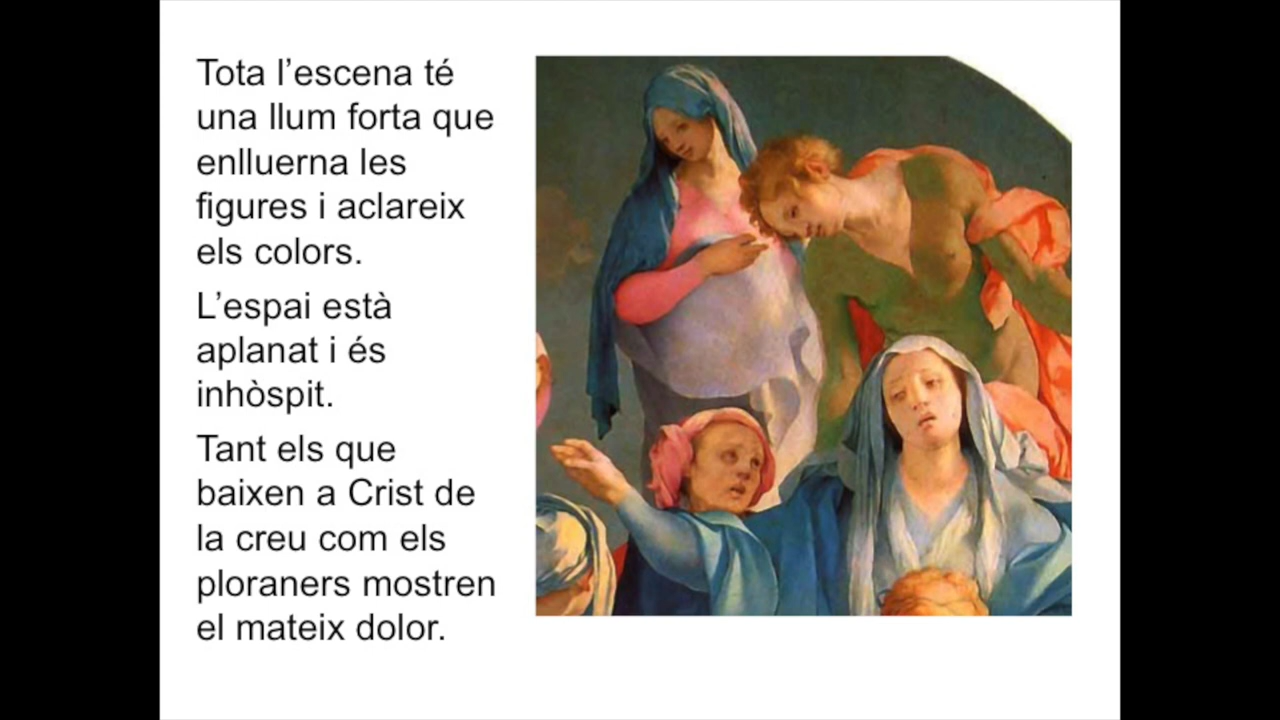 Tota l’escena té
una llum forta que
enlluerna les
figures i aclareix
els colors.
L’espai està
aplanat i és
inhòspit.
Tant els que
baixen a Crist de
la creu com els
ploraners mostren
el mateix dolor.